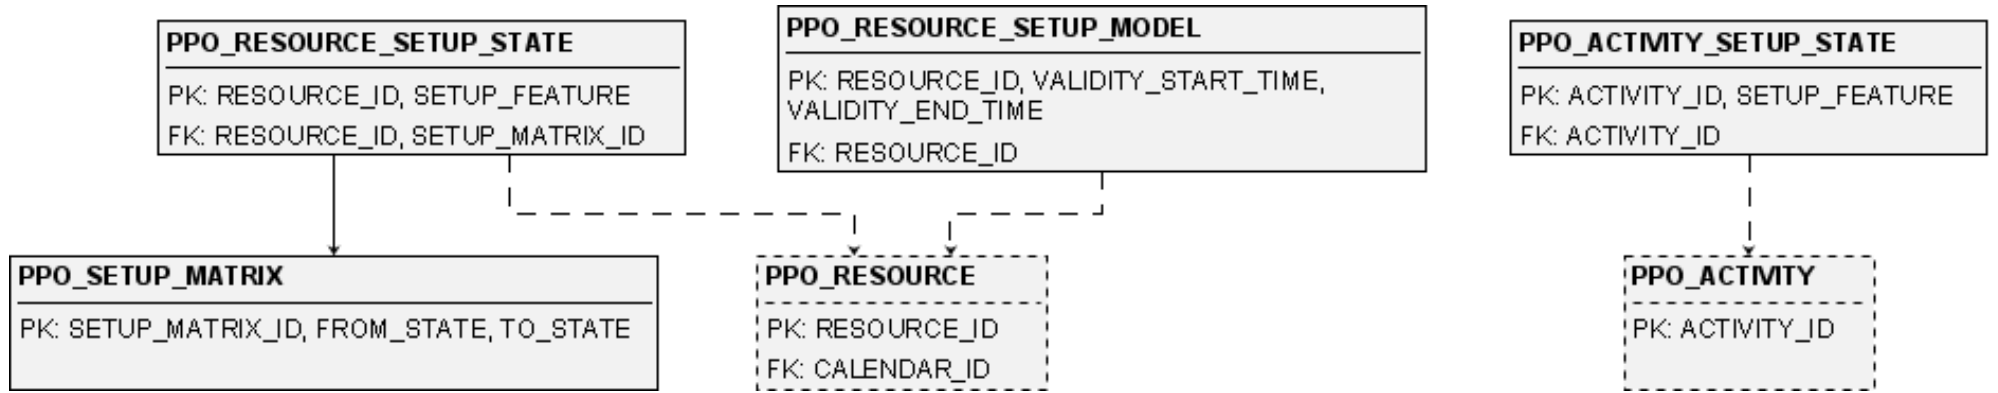 PPO_RESOURCE_SETUP_STATE
PK: RESOURCE_ID, SETUP_FEATURE
FK: RESOURCE_ID, SETUP_MATRIX_ID
PPO_RESOURCE_SETUP_MODEL
PK: RESOURCE_ID, VALIDITY_START_TIME,
VALIDITY_END_TIME
FK: RESOURCE_ID
PPO_ACTIVITY_SETUP_STATE
PK: ACTIVITY_ID, SETUP_FEATURE
FK: ACTIVITY_ID
PPO_SETUP_MATRIX
PK: SETUP_MATRIX_ID, FROM_STATE, TO_STATE
PPO_RESOURCE
PK: RESOURCE_ID
FK: CALENDAR_ID
PPO_ACTIVITY
PK: ACTIVITY_ID